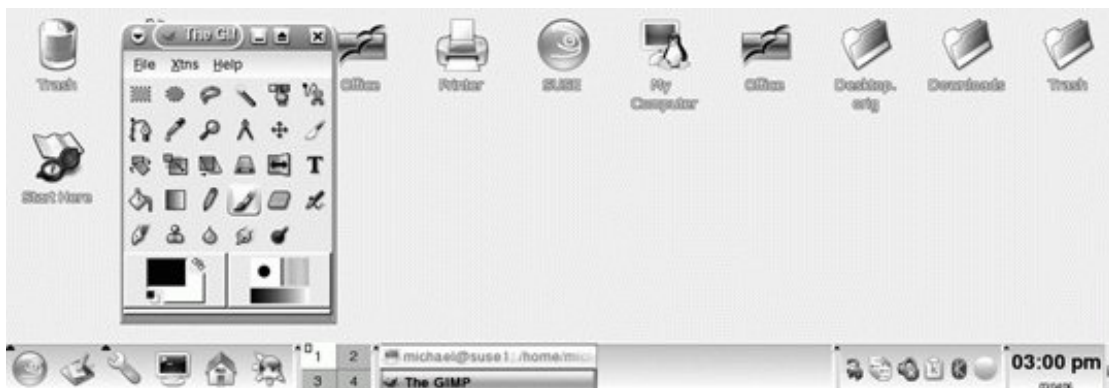 The GI
File Xtns Help
T
Trash
Office
Printer
SUSE
My
Computer
Office
Desktop.
orig
Downloads
Trash
Start Here
1
2
michael@suse1: /home/mic
3
4
The GIMP
03:00 pm